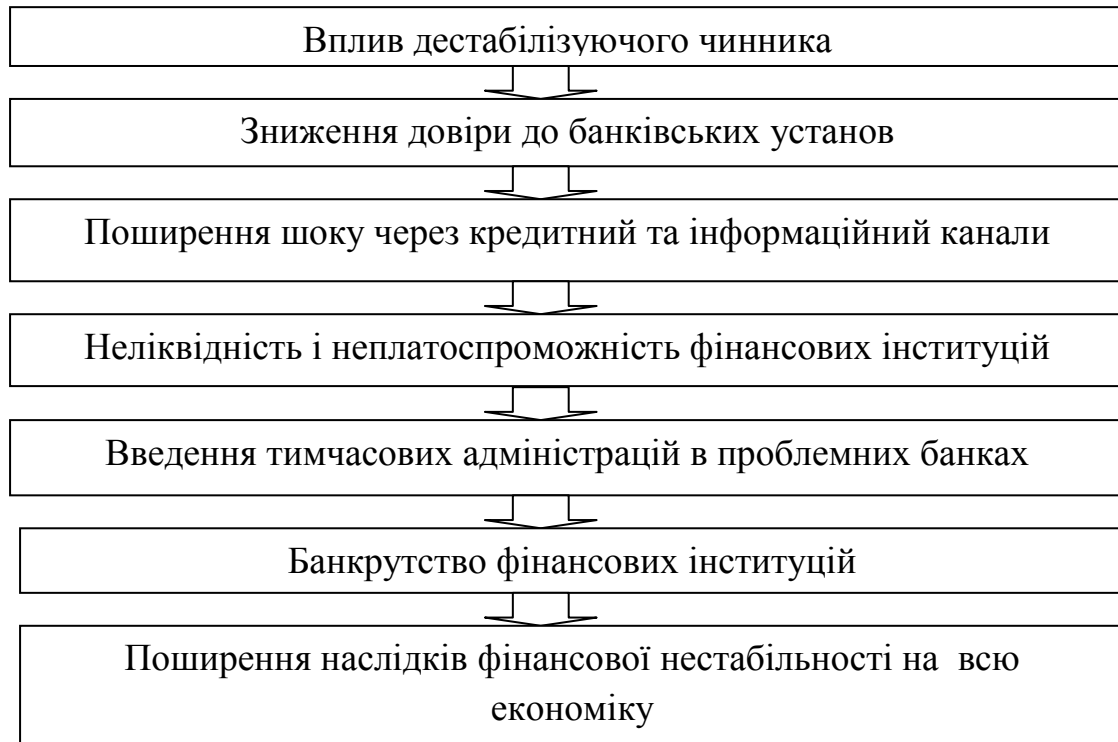 Вплив дестабілізуючого чинника
Зниження довіри до банківських установ
Поширення шоку через кредитний та інформаційний канали
Неліквідність і неплатоспроможність фінансових інституцій
Введення тимчасових адміністрацій в проблемних банках
Банкрутство фінансових інституцій
Поширення наслідків фінансової нестабільності на всю
економіку